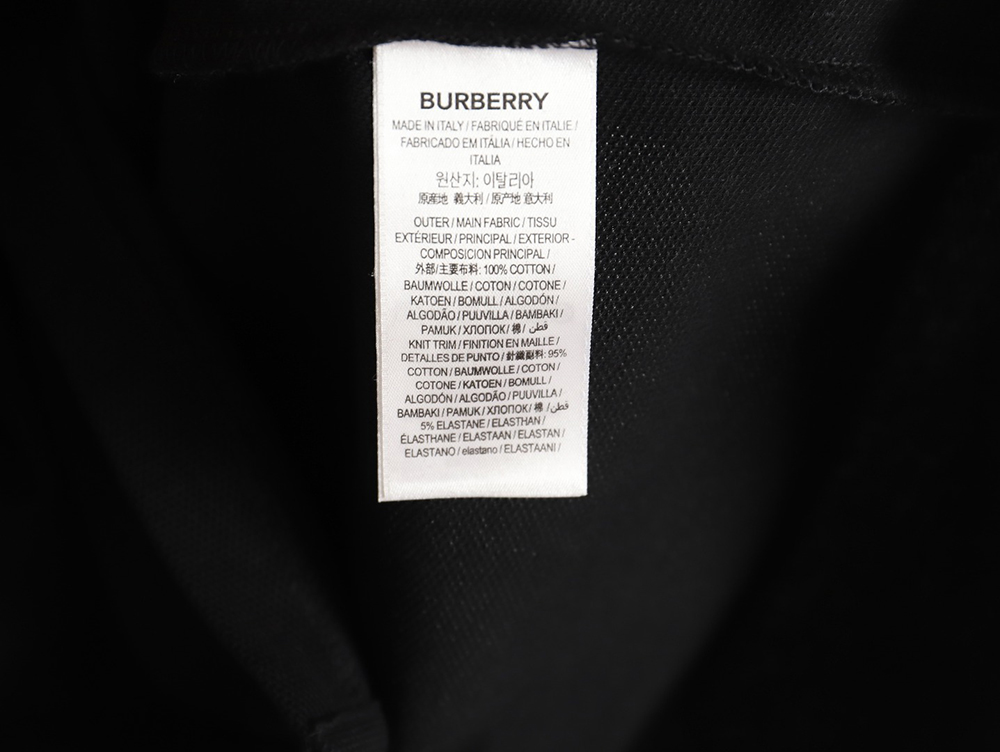 BURBERRY
MADE IN ITALY / FABRIQUÉ EN ITALIE /
FABRICADO EM ITÁLIA / HECHO EN
ITALIA
원산지: 이탈리아
原産地 義大利 / 原产地 意大利
OUTER / MAIN FABRIC / TISSU
EXTÉRIEUR / PRINCIPAL / EXTERIOR -
COMPOSICION PRINCIPAL /
外部/主要布料: 100% COTTON /
BAUMWOLLE / COTON / COTONE /
KATOEN / BOMULL / ALGODÓN /
ALGODÃO / PUUVILLA / BAMBAKI /
PAMUK / ХЛОПОК / 棉 / قطن /
KNIT TRIM / FINITION EN MAILLE /
DETALLES DE PUNTO / 針織副料: 95%
COTTON / BAUMWOLLE / COTON /
COTONE / KATOEN / BOMULL /
ALGODÓN / ALGODÃO / PUUVILLA /
BAMBAKI / PAMUK / ХЛОПОК / 棉 / قطن /
5% ELASTANE / ELASTHAN /
ÉLASTHANE / ELASTAAN / ELASTAN /
ELASTANO / elastano / ELASTAANI /